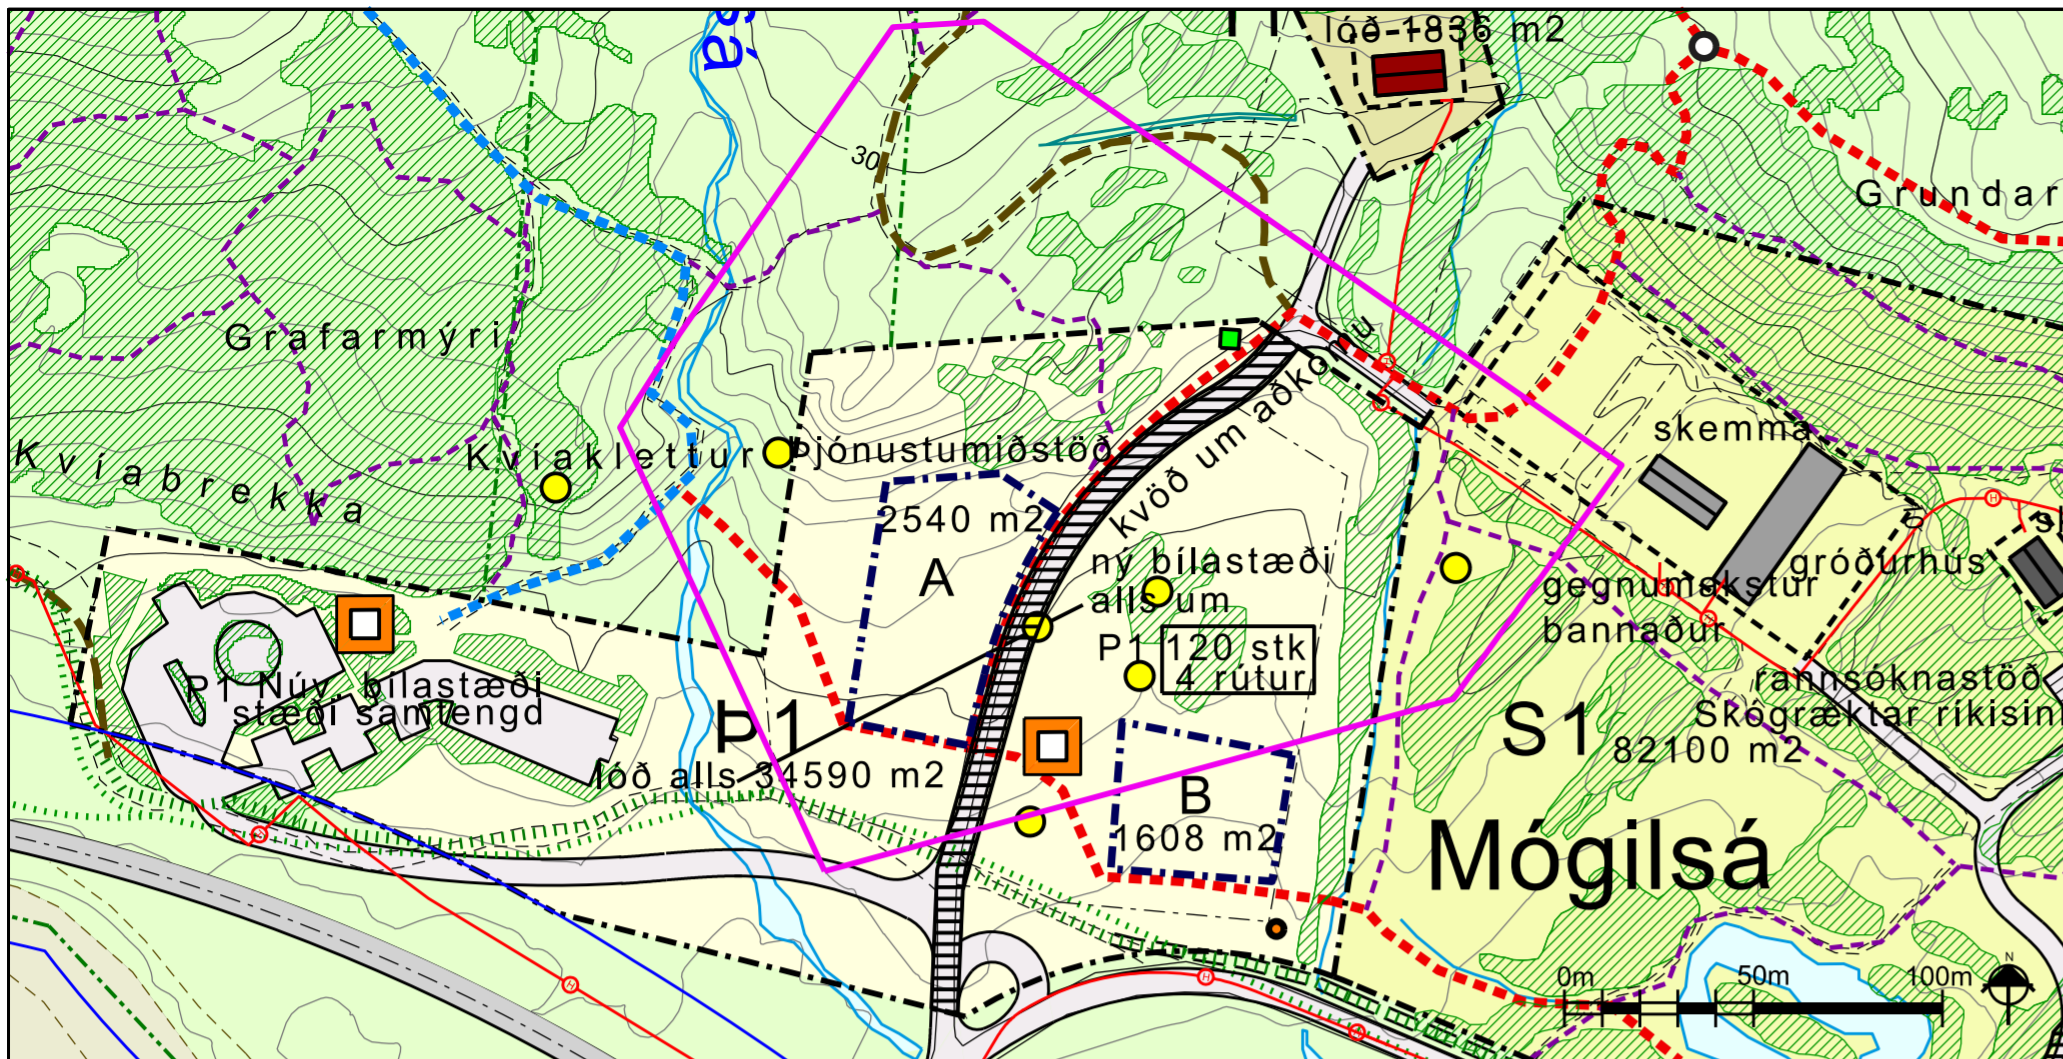 sá
lóð 1836 m2
30
Grundar
Grafarmýri
Kvíabrekka
Kvíaklettur
Þjónustumiðstöð
2540 m2
A
kvöð um aðkomu
ný bílastæði
alls um
P1 120 stk
4 rútur
skemma
gróðurhús
gegnumakstur
bannaður
rannsóknastöð
Skógræktar ríkisin
S1 82100 m2
P1 Núv. bílastæði
stæði samtengd
Þ1
lóð alls 34590 m2
B
1608 m2
Mógilsá
0m 50m 100m
N